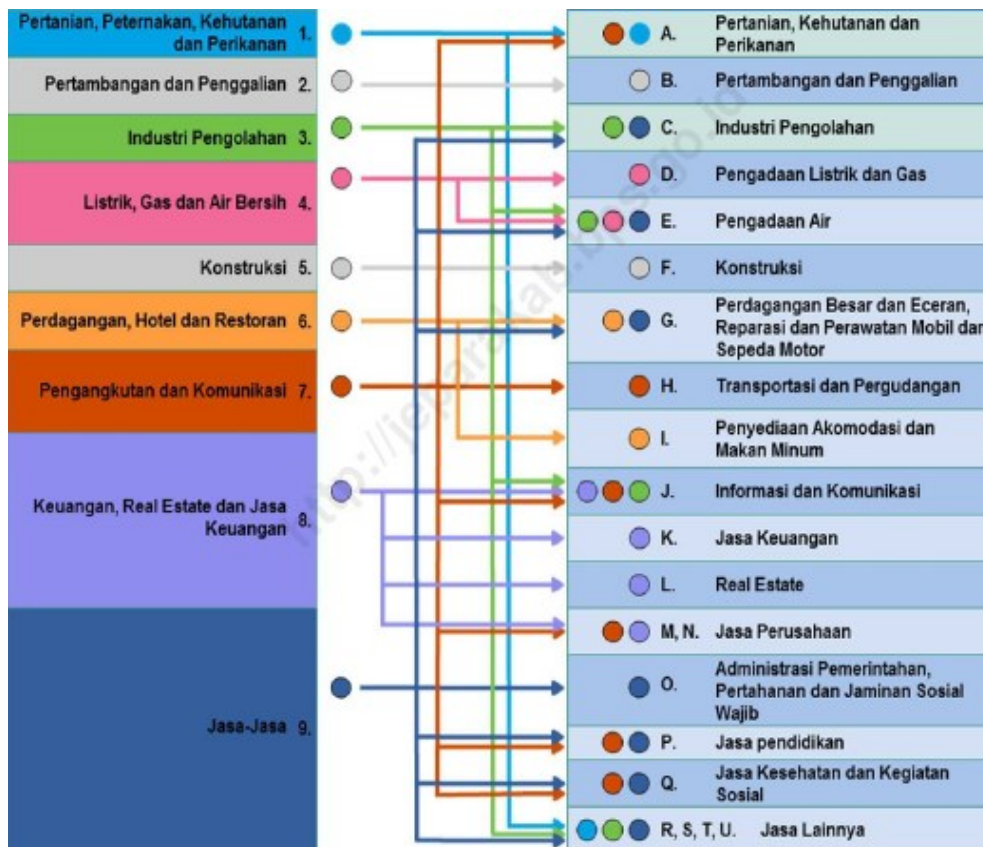 Pertanian, Peternakan, Kehutanan
dan Perikanan 1.
Pertambangan dan Penggalian 2.
Industri Pengolahan 3.
Listrik, Gas dan Air Bersih 4.
Konstruksi 5.
Perdagangan, Hotel dan Restoran 6.
Pengangkutan dan Komunikasi 7.
Keuangan, Real Estate dan Jasa
Keuangan 8.
Jasa-Jasa 9.
A. Pertanian, Kehutanan dan
Perikanan
B. Pertambangan dan Penggalian
C. Industri Pengolahan
D. Pengadaan Listrik dan Gas
E. Pengadaan Air
F. Konstruksi
G. Perdagangan Besar dan Eceran,
Reparasi dan Perawatan Mobil dan
Sepeda Motor
H. Transportasi dan Pergudangan
I. Penyediaan Akomodasi dan
Makan Minum
J. Informasi dan Komunikasi
K. Jasa Keuangan
L. Real Estate
M, N. Jasa Perusahaan
O. Administrasi Pemerintahan,
Pertahanan dan Jaminan Sosial
Wajib
P. Jasa pendidikan
Q. Jasa Kesehatan dan Kegiatan
Sosial
R, S, T, U. Jasa Lainnya
http://jeparakab.bps.go.id